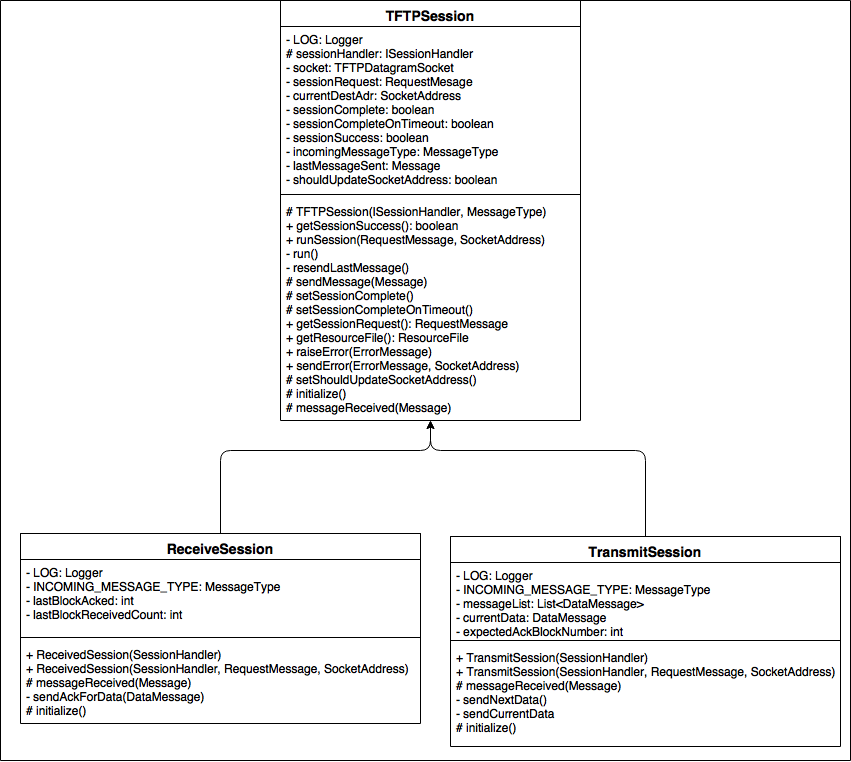 TFTPSession
- LOG: Logger
# sessionHandler: ISessionHandler
- socket: TFTPDatagramSocket
- sessionRequest: RequestMesage
- currentDestAdr: SocketAddress
- sessionComplete: boolean
- sessionCompleteOnTimeout: boolean
- sessionSuccess: boolean
- incomingMessageType: MessageType
- lastMessageSent: Message
- shouldUpdateSocketAddress: boolean
# TFTPSession(ISessionHandler, MessageType)
+ getSessionSuccess(): boolean
+ runSession(RequestMessage, SocketAddress)
- run()
- resendLastMessage()
# sendMessage(Message)
# setSessionComplete()
# setSessionCompleteOnTimeout()
+ getSessionRequest(): RequestMessage
+ getResourceFile(): ResourceFile
+ raiseError(ErrorMessage)
+ sendError(ErrorMessage, SocketAddress)
# setShouldUpdateSocketAddress()
# initialize()
# messageReceived(Message)
ReceiveSession
- LOG: Logger
- INCOMING_MESSAGE_TYPE: MessageType
- lastBlockAcked: int
- lastBlockReceivedCount: int
+ ReceivedSession(SessionHandler)
+ ReceivedSession(SessionHandler, RequestMessage, SocketAddress)
# messageReceived(Message)
- sendAckForData(DataMessage)
# initialize()
TransmitSession
- LOG: Logger
- INCOMING_MESSAGE_TYPE: MessageType
- messageList: List<DataMessage>
- currentData: DataMessage
- expectedAckBlockNumber: int
+ TransmitSession(SessionHandler)
+ TransmitSession(SessionHandler, RequestMessage, SocketAddress)
# messageReceived(Message)
- sendNextData()
- sendCurrentData
# initialize()